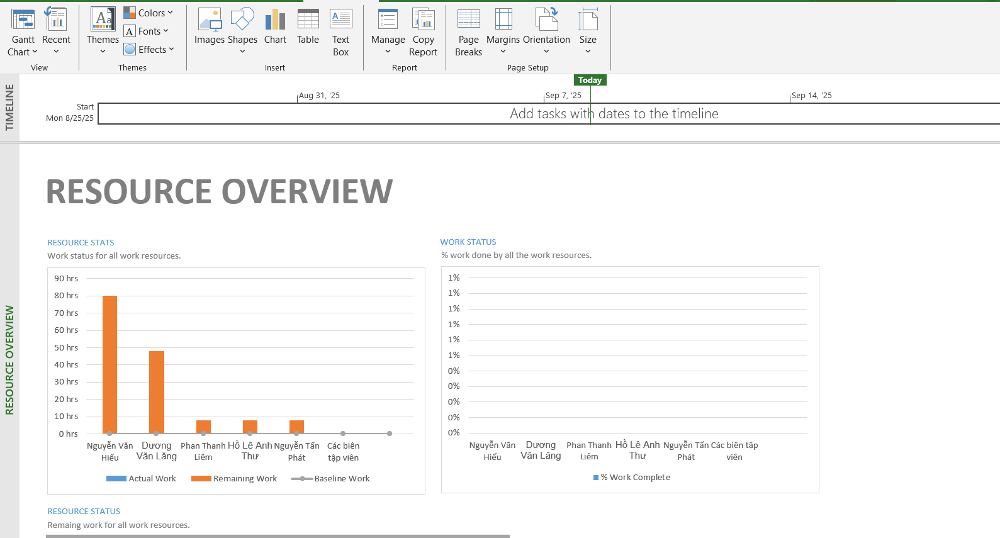 Gantt Chart
Recent
View
Themes
Colors
Fonts
Effects
Themes
Images
Shapes
Chart
Table
Text Box
Insert
Manage
Copy Report
Report
Page Breaks
Margins
Orientation
Size
Page Setup
TIMELINE
Today
Aug 31, '25
Sep 7, '25
Sep 14, '25
Start
Mon 8/25/25
Add tasks with dates to the timeline
RESOURCE OVERVIEW
RESOURCE OVERVIEW
RESOURCE STATS
Work status for all work resources.
90 hrs
80 hrs
70 hrs
60 hrs
50 hrs
40 hrs
30 hrs
20 hrs
10 hrs
0 hrs
Nguyễn Văn Hiếu
Dương Văn Lăng
Phan Thanh Liêm
Hồ Lê Anh Thư
Nguyễn Tấn Phát
Các biên tập viên
Actual Work
Remaining Work
Baseline Work
WORK STATUS
% work done by all the work resources.
1%
1%
1%
1%
1%
1%
0%
0%
0%
0%
0%
Nguyễn Văn Hiếu
Dương Văn Lăng
Phan Thanh Liêm
Hồ Lê Anh Thư
Nguyễn Tấn Phát
Các biên tập viên
% Work Complete
RESOURCE STATUS
Remaing work for all work resources.